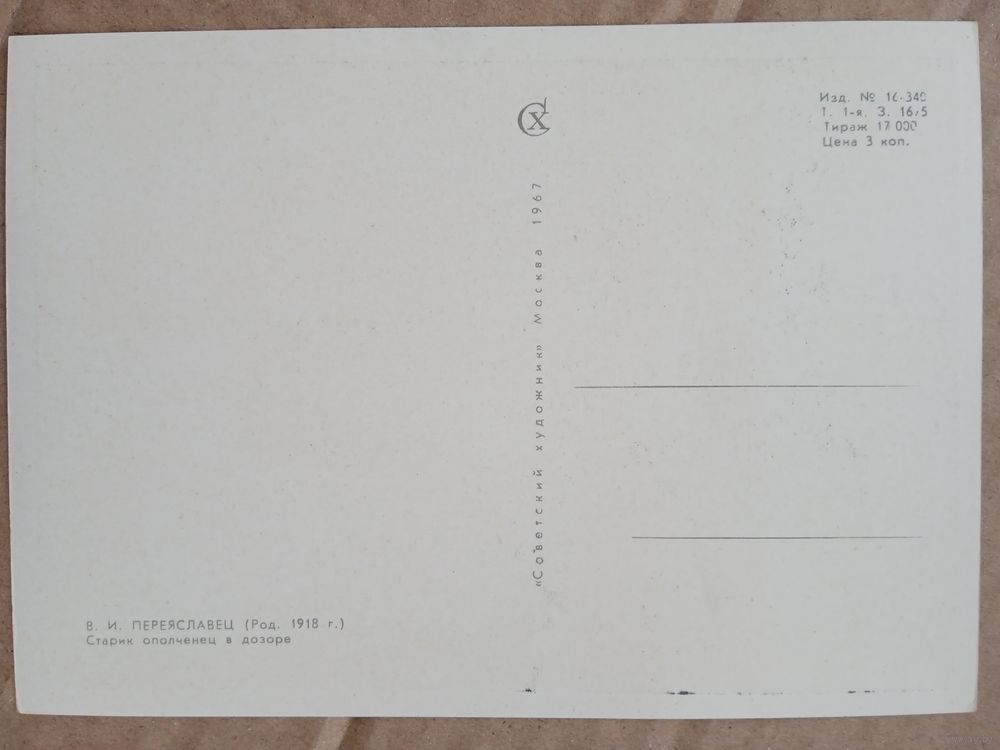 В. И. ПЕРЕЯСЛАВЕЦ (Род. 1918 г.)
Старик ополченец в дозоре
СХ
«Советский художник» Москва 1967
Изд. № 16-340
Т. 1-я. З. 16/5
Тираж 17 000
Цена 3 коп.